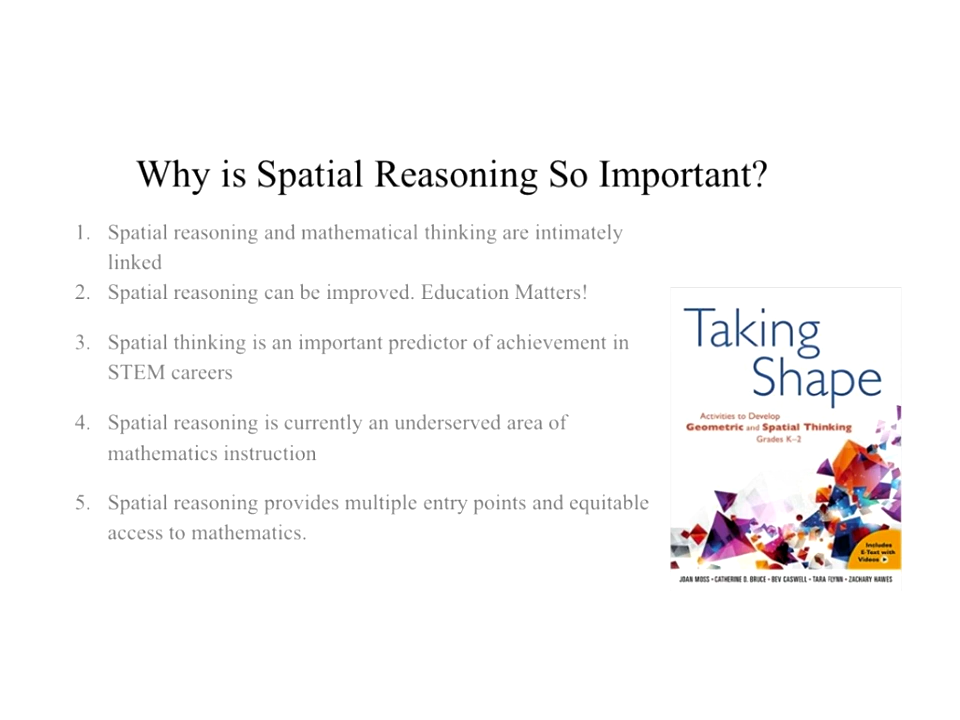 Why is Spatial Reasoning So Important?
1. Spatial reasoning and mathematical thinking are intimately
linked
2. Spatial reasoning can be improved. Education Matters!
3. Spatial thinking is an important predictor of achievement in
STEM careers
4. Spatial reasoning is currently an underserved area of
mathematics instruction
5. Spatial reasoning provides multiple entry points and equitable
access to mathematics.
Taking
Shape
Activities to Develop
Geometric and Spatial Thinking
Grades K–2
Includes
E-Text with
Videos
JOAN MOSS • CATHERINE D. BRUCE • BEV CASWELL • TARA FLYNN • ZACHARY HAWES